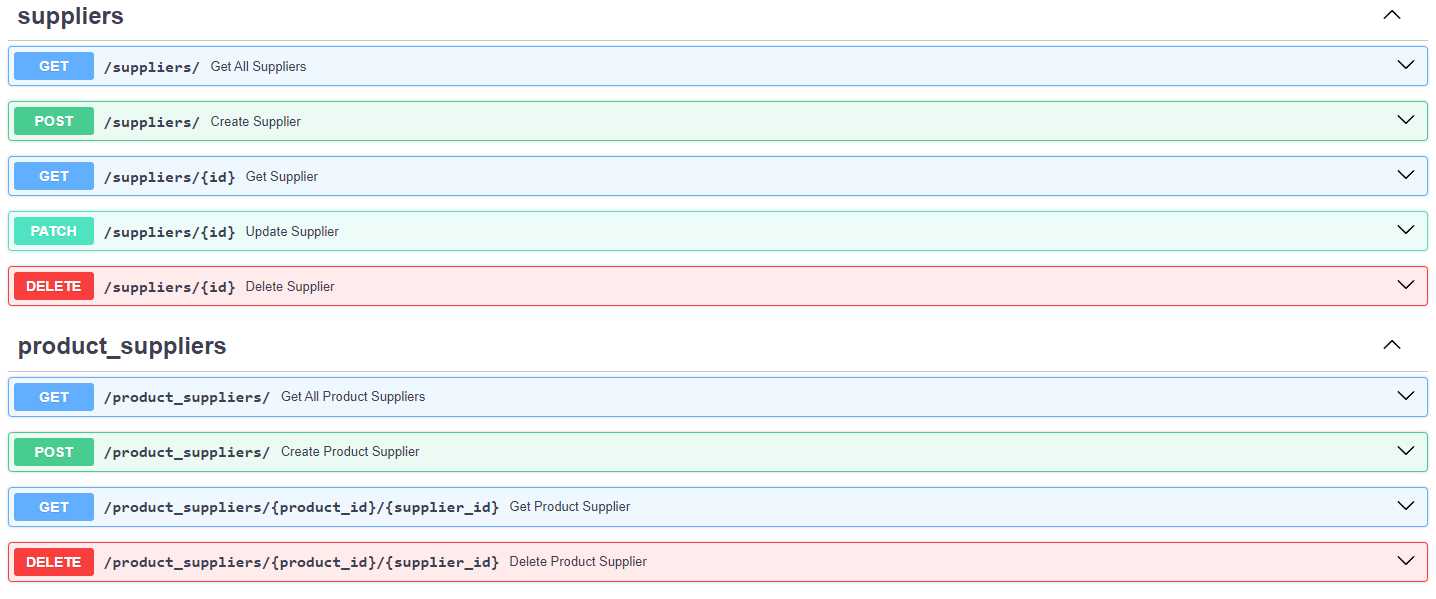 suppliers
GET /suppliers/ Get All Suppliers
POST /suppliers/ Create Supplier
GET /suppliers/{id} Get Supplier
PATCH /suppliers/{id} Update Supplier
DELETE /suppliers/{id} Delete Supplier
product_suppliers
GET /product_suppliers/ Get All Product Suppliers
POST /product_suppliers/ Create Product Supplier
GET /product_suppliers/{product_id}/{supplier_id} Get Product Supplier
DELETE /product_suppliers/{product_id}/{supplier_id} Delete Product Supplier